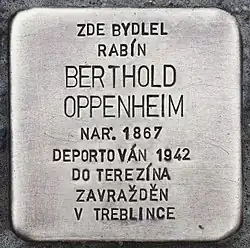 ZDE BYDLEL
RABÍN
BERTHOLD
OPPENHEIM
NAR. 1867
DEPORTOVÁN 1942
DO TEREZÍNA
ZAVRAŽDĚN
V TREBLINCE